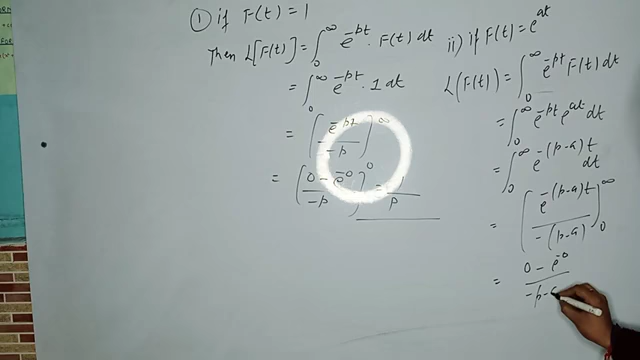 ① if F(t) = 1
Then L[F(t)] = ∫₀^∞ e^-pt · F(t) dt
= ∫₀^∞ e^-pt · 1 dt
= [e^-pt / -p]₀^∞
= [0 - e^-0 / -p] = 1/p
ii) if F(t) = e^at
L(F(t)) = ∫₀^∞ e^-pt F(t) dt
= ∫₀^∞ e^-pt e^at dt
= ∫₀^∞ e^-(p-a)t dt
= [e^-(p-a)t / -(p-a)]₀^∞
= 0 - e^-0 / -p-a